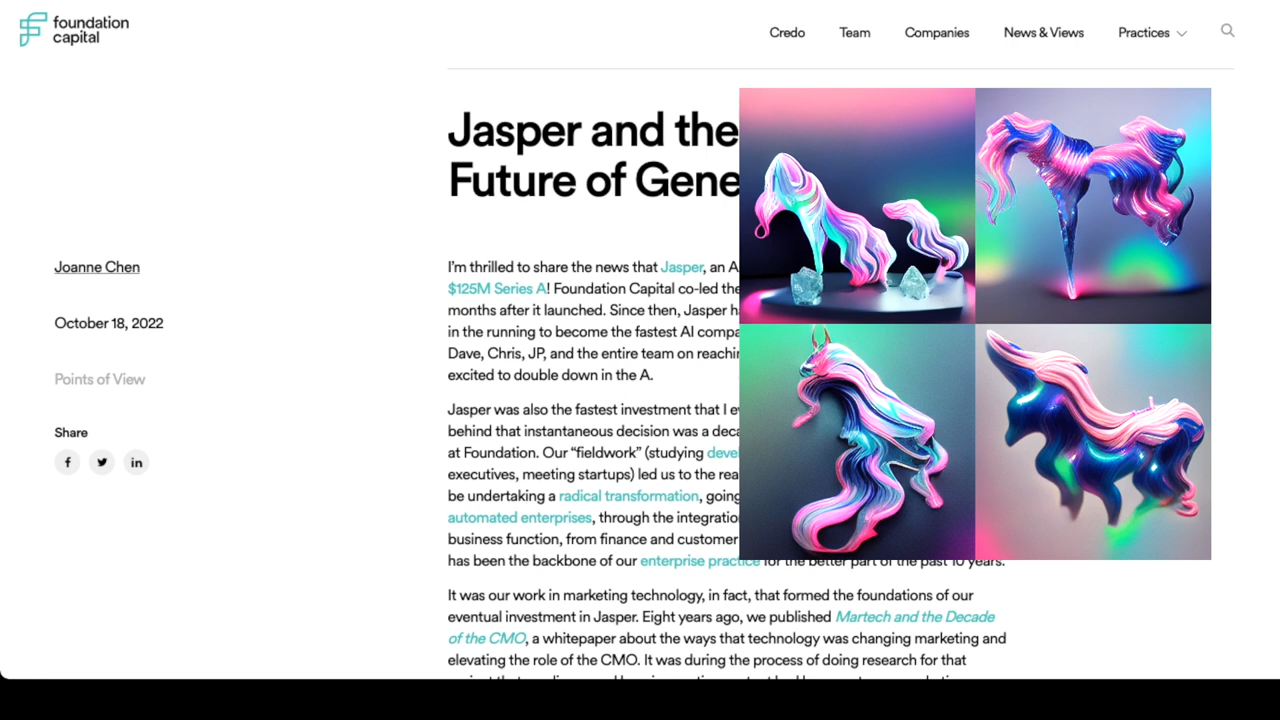 foundation
capital
Credo
Team
Companies
News & Views
Practices
Jasper and the
Future of Gene
Joanne Chen
October 18, 2022
Points of View
Share
I'm thrilled to share the news that Jasper, an A
$125M Series A! Foundation Capital co-led the
months after it launched. Since then, Jasper h
in the running to become the fastest AI compa
Dave, Chris, JP, and the entire team on reachin
excited to double down in the A.
Jasper was also the fastest investment that I ev
behind that instantaneous decision was a deca
at Foundation. Our “fieldwork” (studying devel
executives, meeting startups) led us to the rea
be undertaking a radical transformation, going
automated enterprises, through the integration
business function, from finance and customer
has been the backbone of our enterprise practice for the better part of the past 10 years.
It was our work in marketing technology, in fact, that formed the foundations of our
eventual investment in Jasper. Eight years ago, we published Martech and the Decade
of the CMO, a whitepaper about the ways that technology was changing marketing and
elevating the role of the CMO. It was during the process of doing research for that